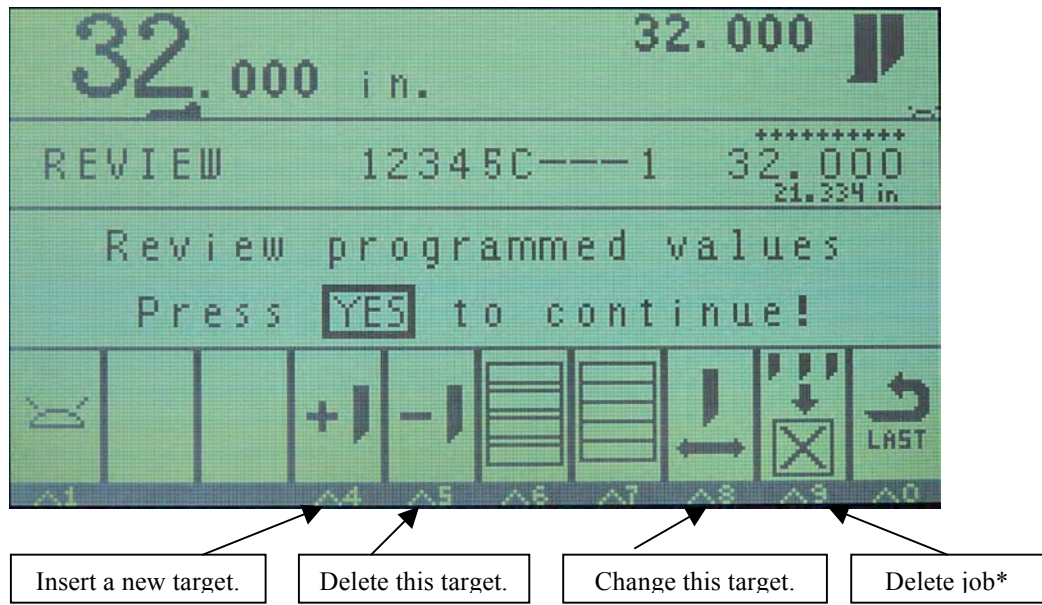 32.000 in. 32.000
++++++++++
REVIEW 12345C---1 32.000
21.334 in
Review programmed values
Press YES to continue!
LAST
^1 ^4 ^5 ^6 ^7 ^8 ^9 ^0
Insert a new target. Delete this target. Change this target. Delete job*